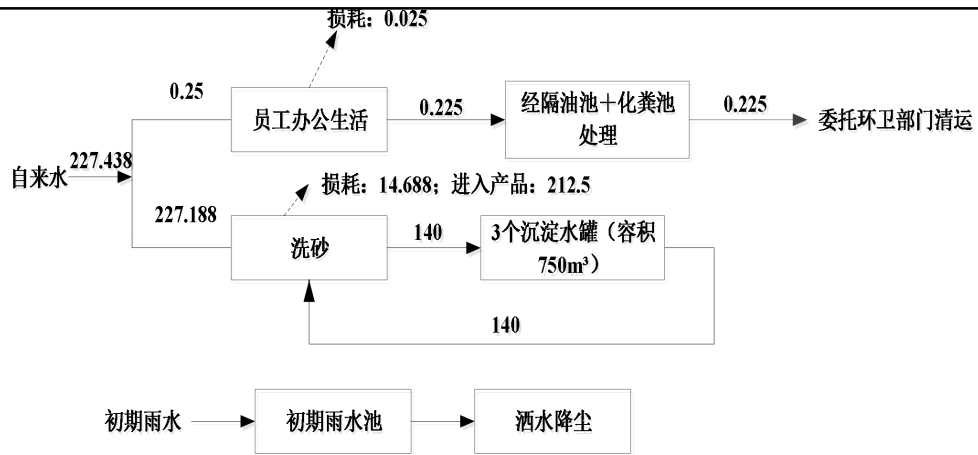 损耗：0.025
0.25
员工办公生活
0.225
经隔油池＋化粪池
处理
0.225
委托环卫部门清运
自来水
227.438
损耗：14.688；进入产品：212.5
227.188
洗砂
140
3个沉淀水罐（容积
750m³）
140
初期雨水
初期雨水池
洒水降尘